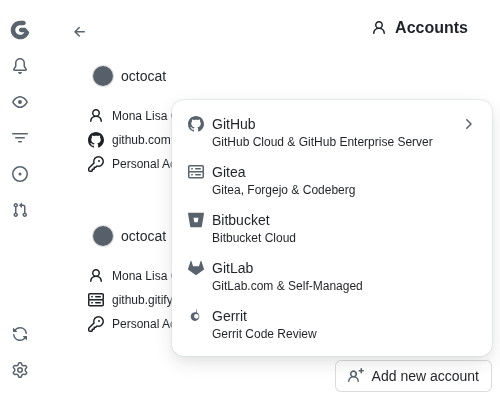 Accounts
octocat
Mona Lisa
github.com
Personal
octocat
Mona Lisa
github.gitify
Personal
GitHub
GitHub Cloud & GitHub Enterprise Server
Gitea
Gitea, Forgejo & Codeberg
Bitbucket
Bitbucket Cloud
GitLab
GitLab.com & Self-Managed
Gerrit
Gerrit Code Review
Add new account